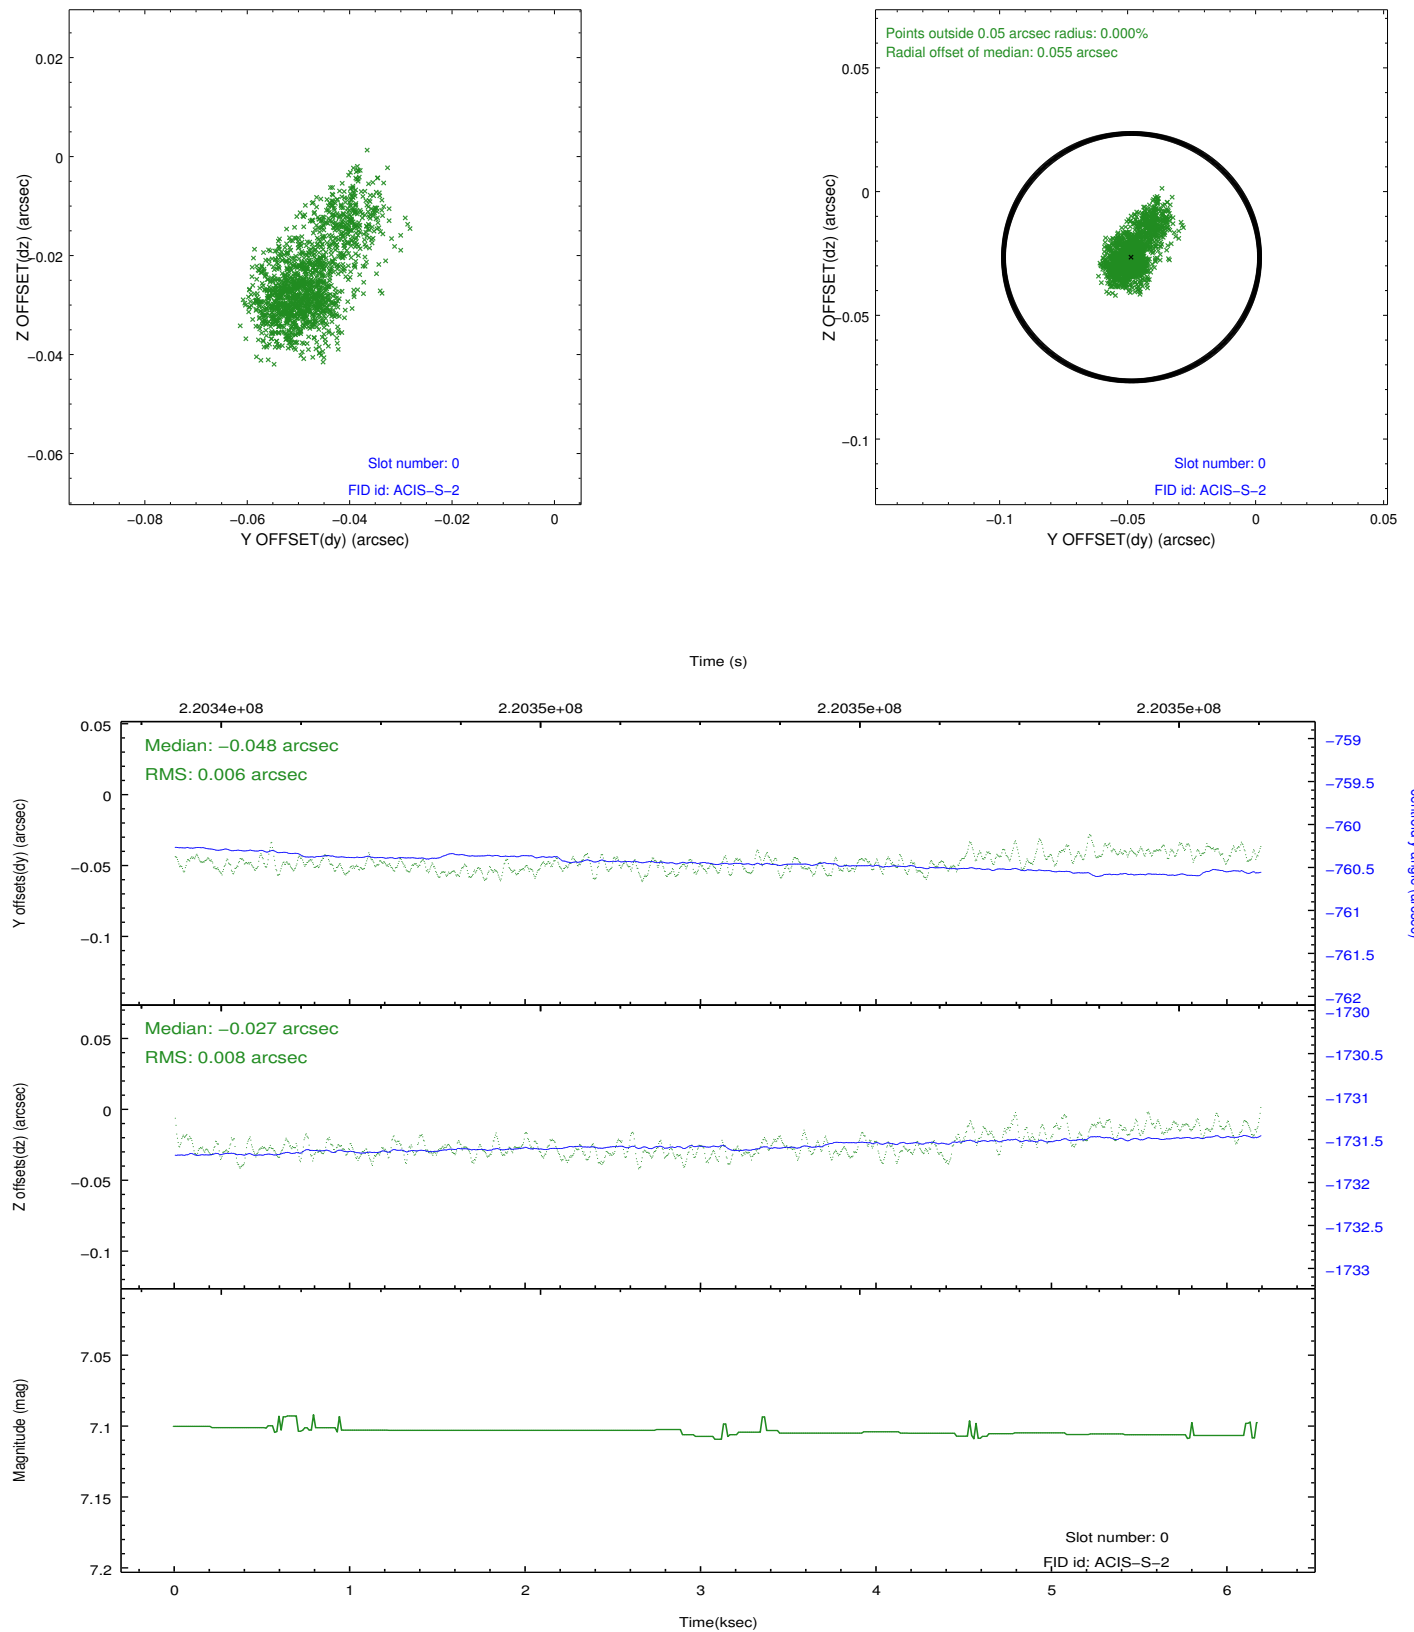 0.02
0
−0.02
−0.04
−0.06
Z OFFSET(dz) (arcsec)
Slot number: 0
FID id: ACIS−S−2
−0.08 −0.06 −0.04 −0.02 0
Y OFFSET(dy) (arcsec)
Points outside 0.05 arcsec radius: 0.000%
Radial offset of median: 0.055 arcsec
0.05
0
−0.05
−0.1
Z OFFSET(dz) (arcsec)
Slot number: 0
FID id: ACIS−S−2
−0.1 −0.05 0 0.05
Y OFFSET(dy) (arcsec)
Time (s)
2.2034e+08 2.2035e+08 2.2035e+08 2.2035e+08
Median: −0.048 arcsec
RMS: 0.006 arcsec
0.05
0
−0.05
−0.1
Y offsets(dy) (arcsec)
−759
−759.5
−760
−760.5
−761
−761.5
−762
Median: −0.027 arcsec
RMS: 0.008 arcsec
0.05
0
−0.05
−0.1
Z offsets(dz) (arcsec)
−1730
−1730.5
−1731
−1731.5
−1732
−1732.5
−1733
7.05
7.1
7.15
7.2
Magnitude (mag)
Slot number: 0
FID id: ACIS−S−2
0 1 2 3 4 5 6
Time(ksec)